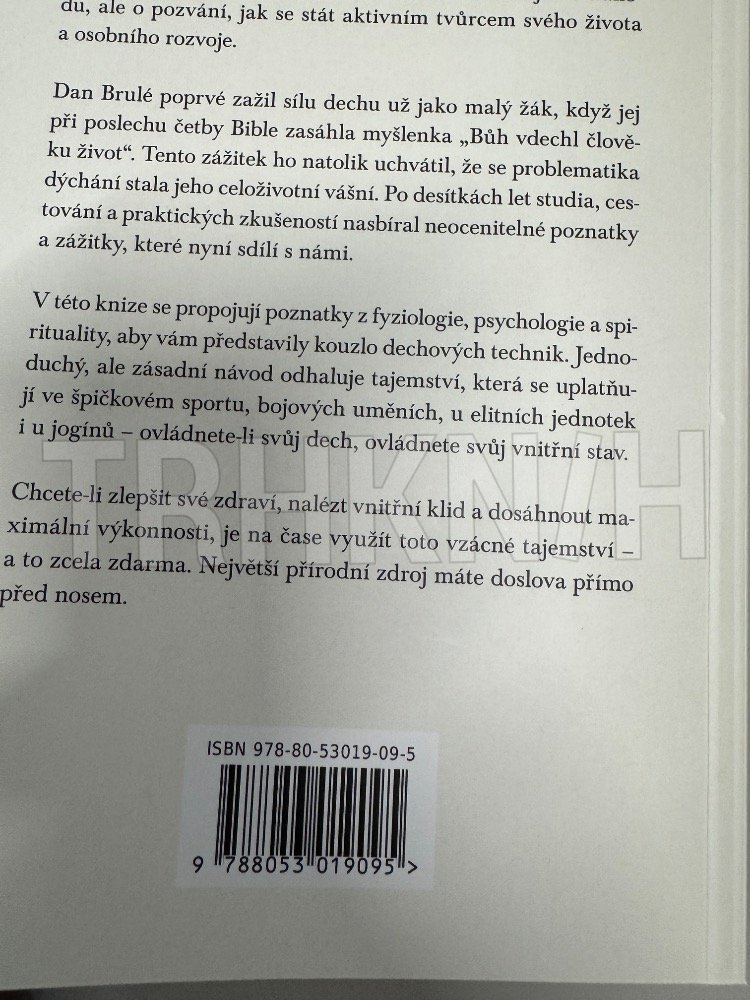 du, ale o pozvání, jak se stát aktivním tvůrcem svého života
a osobního rozvoje.
Dan Brulé poprvé zažil sílu dechu už jako malý žák, když jej
při poslechu četby Bible zasáhla myšlenka „Bůh vdechl člově-
ku život“. Tento zážitek ho natolik uchvátil, že se problematika
dýchání stala jeho celoživotní vášní. Po desítkách let studia, ces-
tování a praktických zkušeností nasbíral neocenitelné poznatky
a zážitky, které nyní sdílí s námi.
V této knize se propojují poznatky z fyziologie, psychologie a spi-
rituality, aby vám představily kouzlo dechových technik. Jedno-
duchý, ale zásadní návod odhaluje tajemství, která se uplatňu-
jí ve špičkovém sportu, bojových uměních, u elitních jednotek
i u jogínů – ovládnete-li svůj dech, ovládnete svůj vnitřní stav.
TRH KNIH
Chcete-li zlepšit své zdraví, nalézt vnitřní klid a dosáhnout ma-
ximální výkonnosti, je na čase využít toto vzácné tajemství –
a to zcela zdarma. Největší přírodní zdroj máte doslova přímo
před nosem.
ISBN 978-80-53019-09-5
9 788053 019095 >